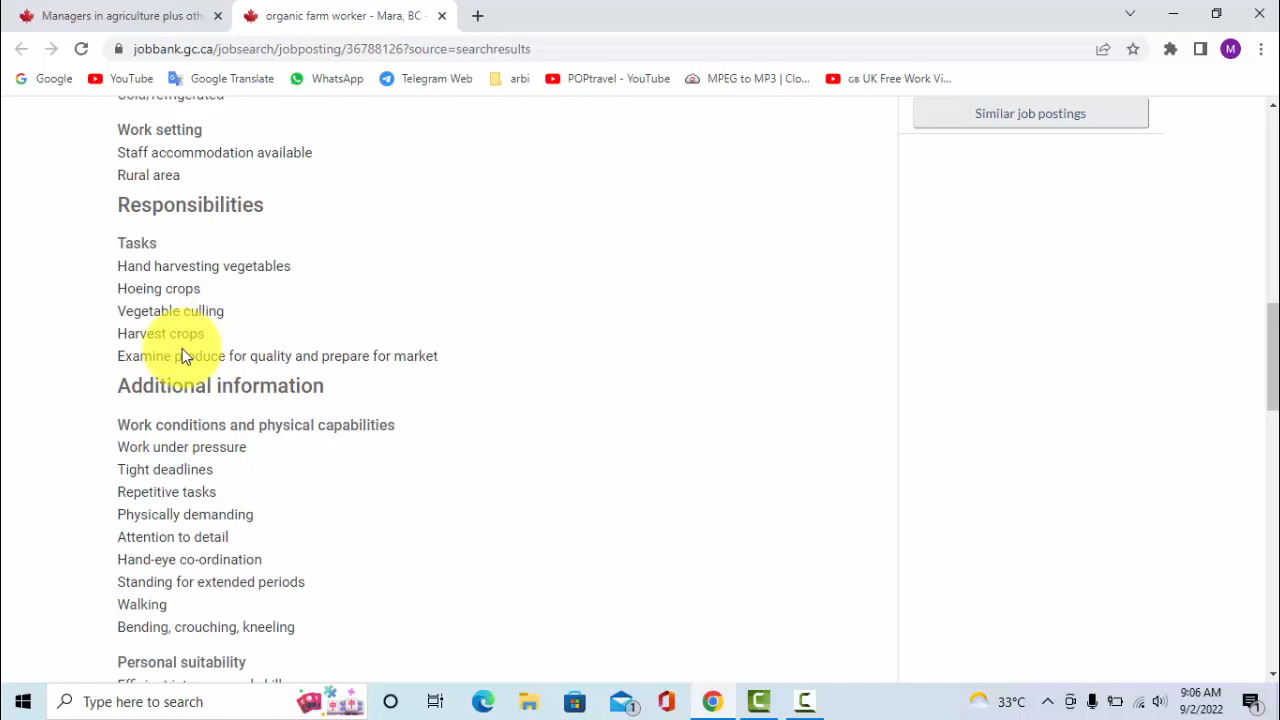 Managers in agriculture plus oth
organic farm worker - Mara, BC -
jobbank.gc.ca/jobsearch/jobposting/36788126?source=searchresults
M
Google
YouTube
Google Translate
WhatsApp
Telegram Web
arbi
POPtravel - YouTube
MPEG to MP3 | Clo...
GB UK Free Work Vi...
Cold/refrigerated
Similar job postings
Work setting
Staff accommodation available
Rural area
Responsibilities
Tasks
Hand harvesting vegetables
Hoeing crops
Vegetable culling
Harvest crops
Examine produce for quality and prepare for market
Additional information
Work conditions and physical capabilities
Work under pressure
Tight deadlines
Repetitive tasks
Physically demanding
Attention to detail
Hand-eye co-ordination
Standing for extended periods
Walking
Bending, crouching, kneeling
Personal suitability
Type here to search
1
33°C
9:06 AM
9/2/2022
1